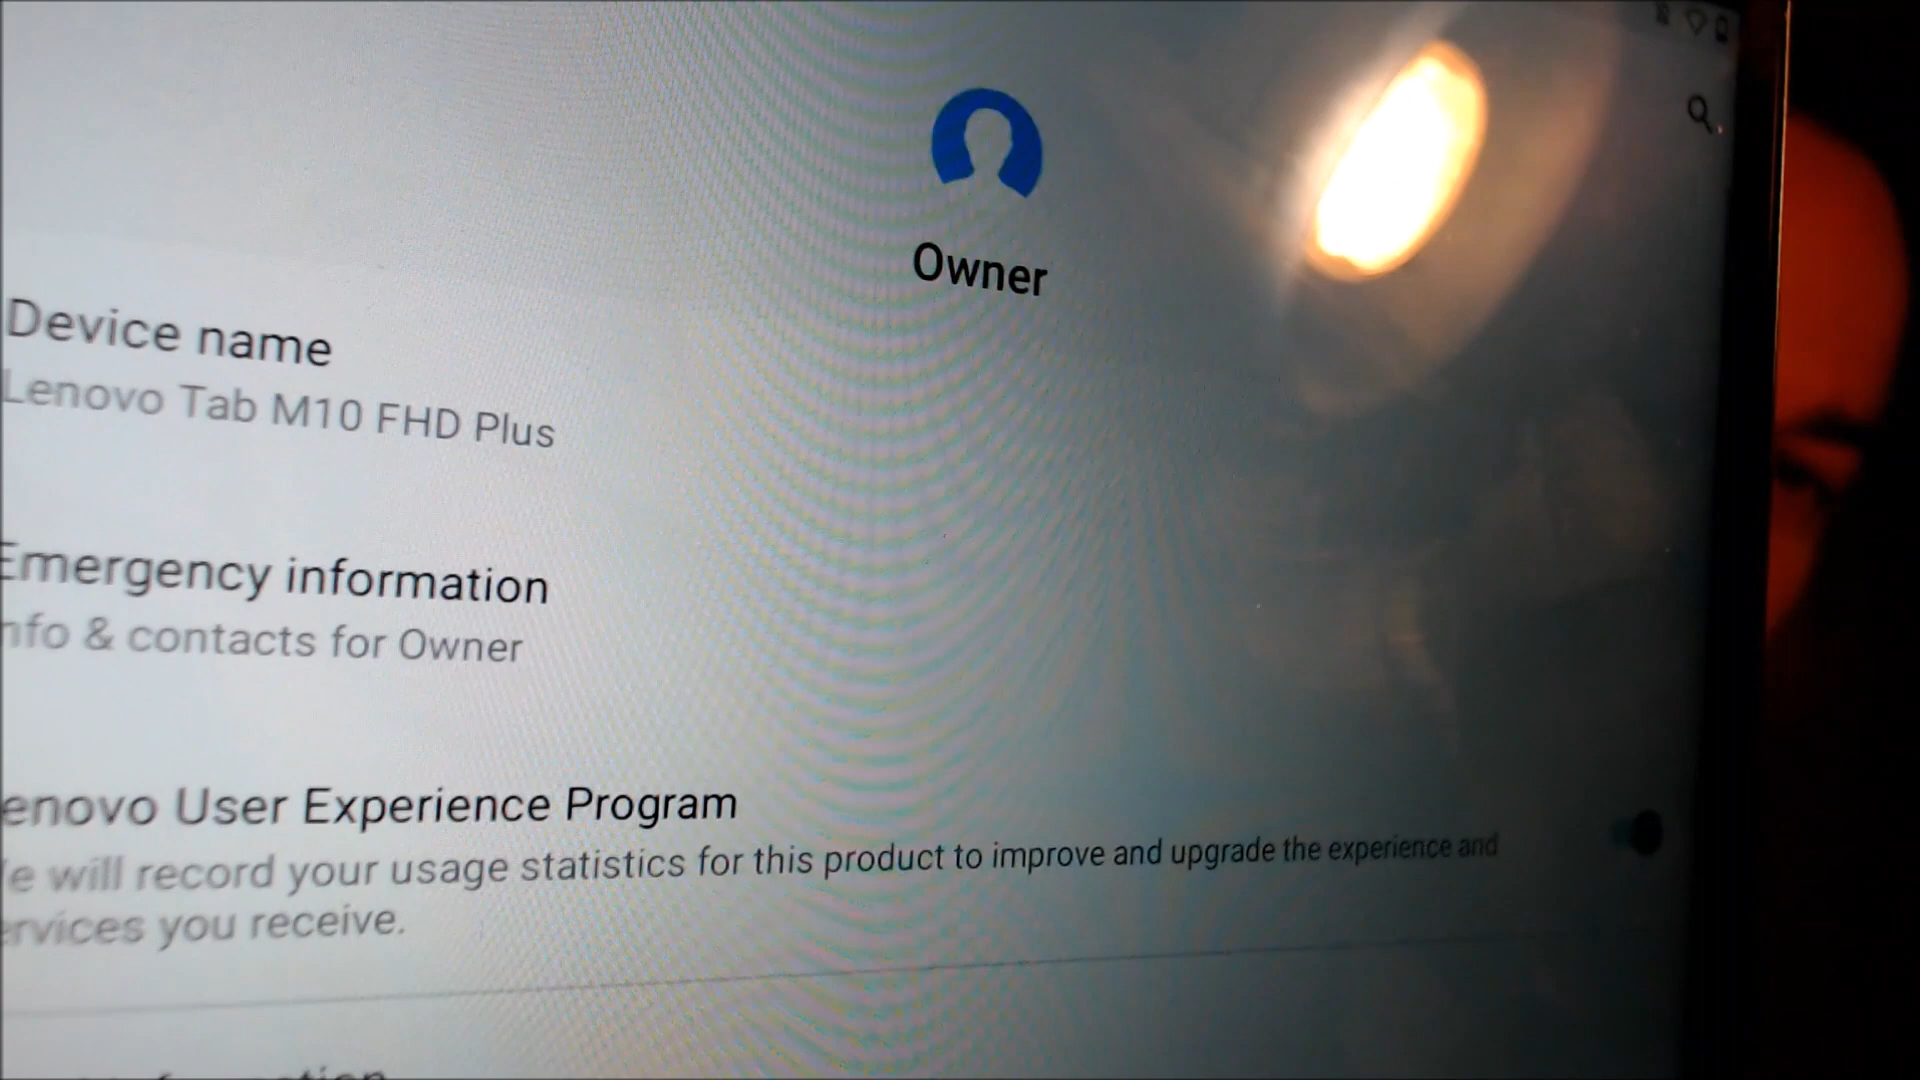 Owner
Device name
Lenovo Tab M10 FHD Plus
Emergency information
nfo & contacts for Owner
enovo User Experience Program
e will record your usage statistics for this product to improve and upgrade the experience and
ervices you receive.